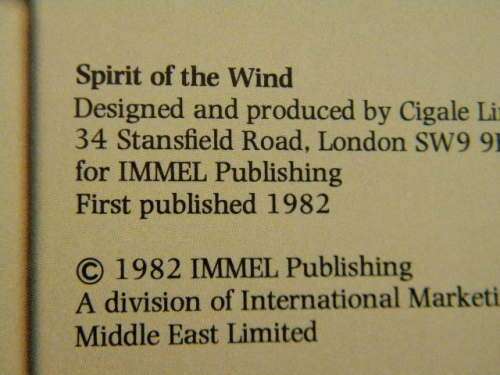 Spirit of the Wind
Designed and produced by Cigale
34 Stansfield Road, London SW9
for IMMEL Publishing
First published 1982
© 1982 IMMEL Publishing
A division of International
Middle East Limited